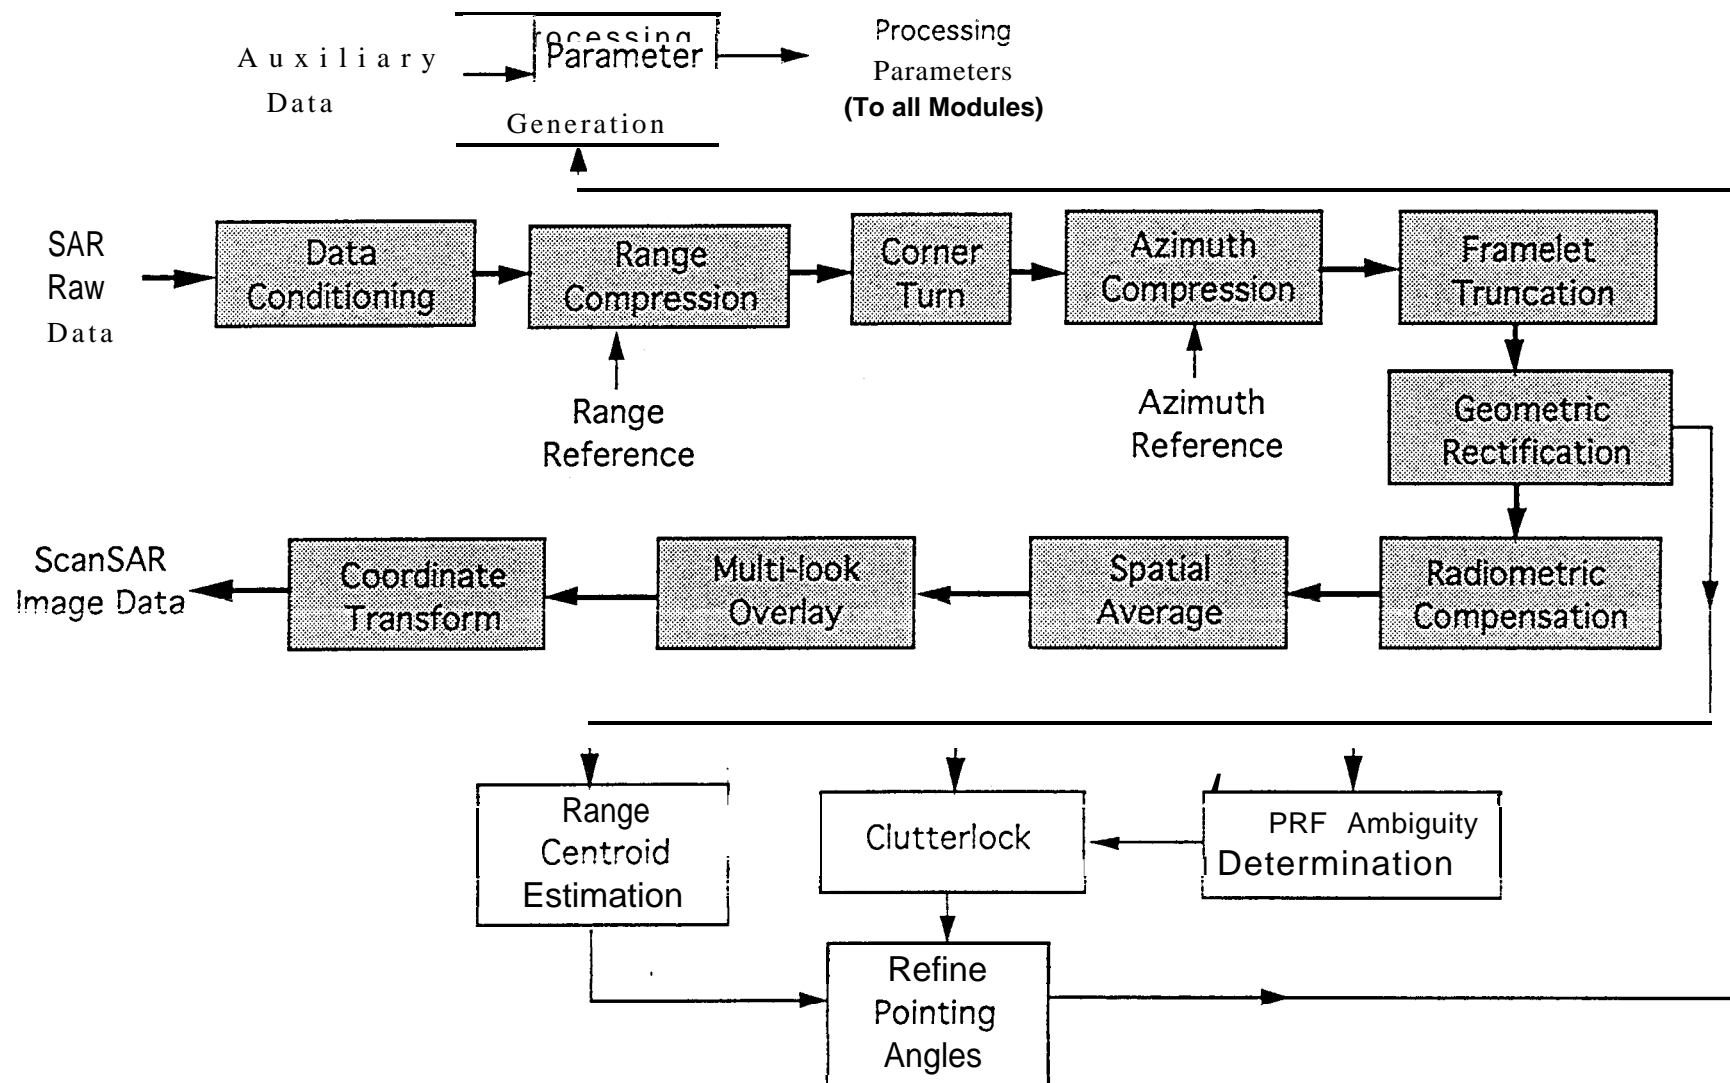 Auxiliary
Data
rocessing
Parameter
Generation
Processing
Parameters
(To all Modules)
SAR
Raw
Data
Data
Conditioning
Range
Compression
Corner
Turn
Azimuth
Compression
Framelet
Truncation
Range
Reference
Azimuth
Reference
Geometric
Rectification
ScanSAR
Image Data
Coordinate
Transform
Multi-look
Overlay
Spatial
Average
Radiometric
Compensation
Range
Centroid
Estimation
Clutterlock
PRF Ambiguity
Determination
Refine
Pointing
Angles